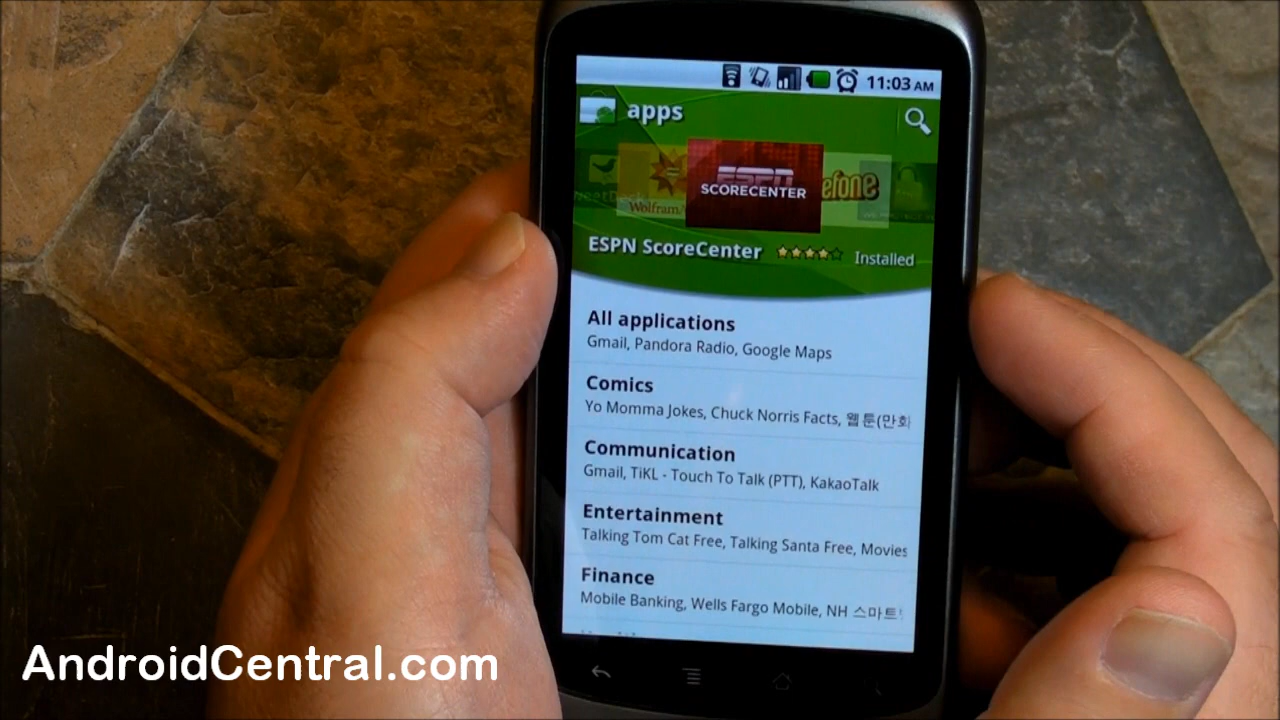 11:03 AM
apps
ESPN
SCORECENTER
Wolfram
efone
ESPN ScoreCenter
Installed
All applications
Gmail, Pandora Radio, Google Maps
Comics
Yo Momma Jokes, Chuck Norris Facts, 웹툰(만화
Communication
Gmail, TiKL - Touch To Talk (PTT), KakaoTalk
Entertainment
Talking Tom Cat Free, Talking Santa Free, Movies
Finance
Mobile Banking, Wells Fargo Mobile, NH 스마트
AndroidCentral.com